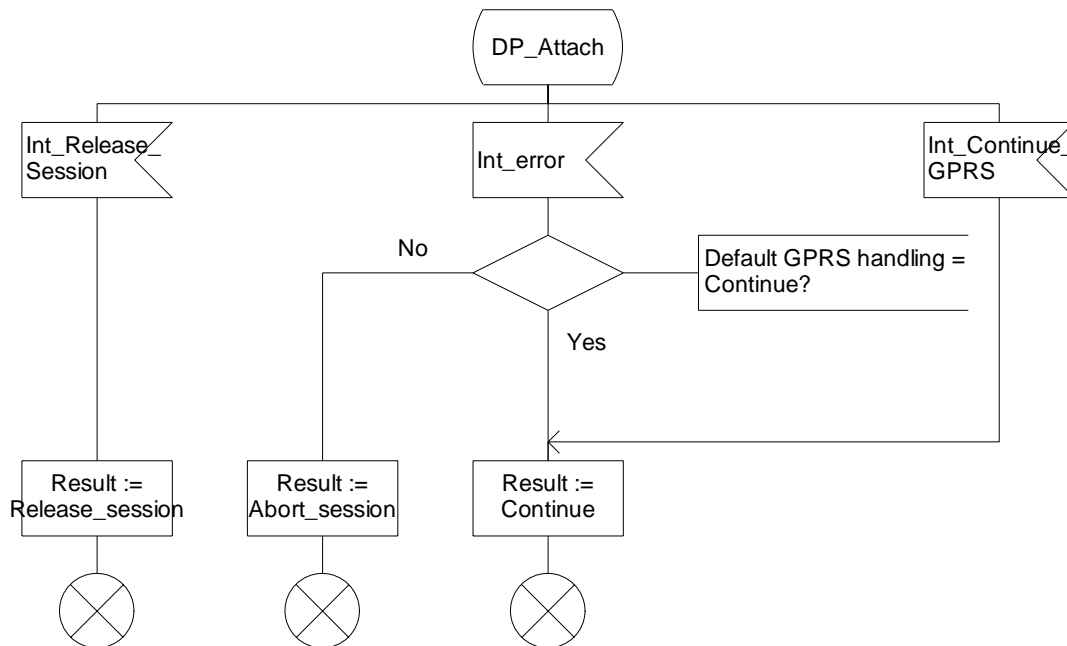 DP_Attach
Int_Release_
Session
Int_error
Int_Continue_
GPRS
No
Default GPRS handling =
Continue?
Yes
Result :=
Release_session
Result :=
Abort_session
Result :=
Continue